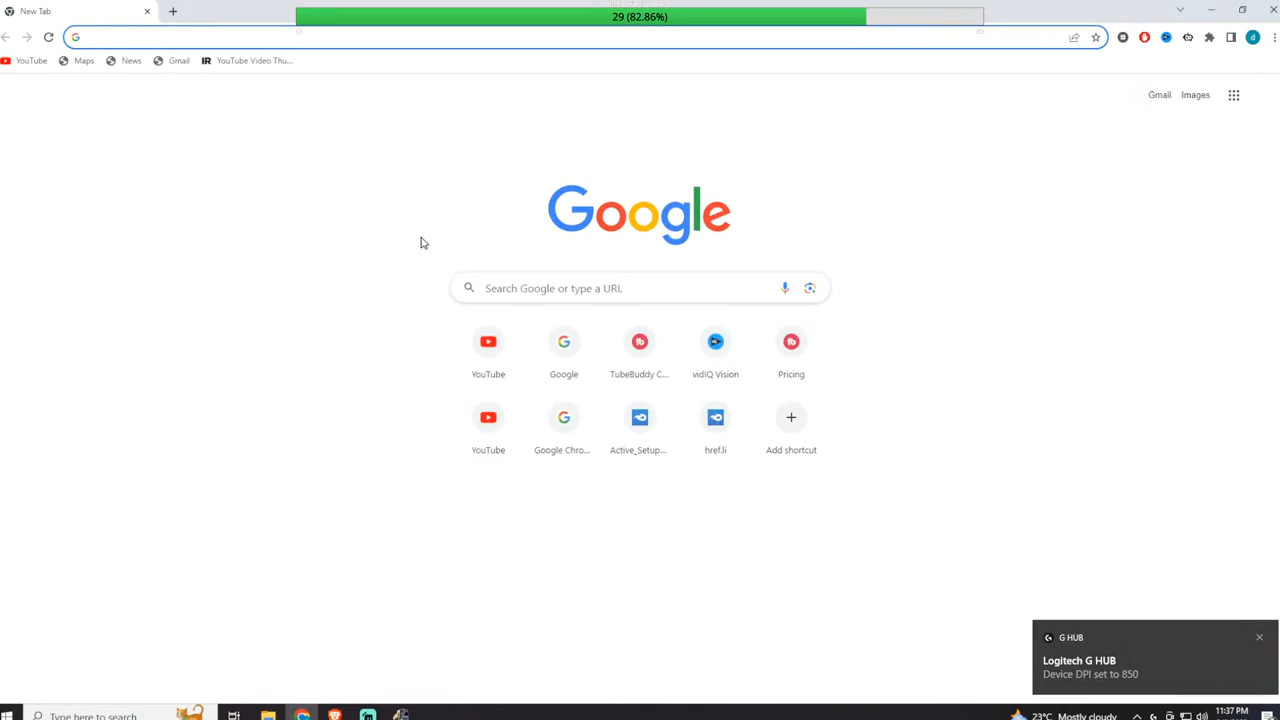 New Tab
29 (82.86%)
0
YouTube
Maps
News
Gmail
IR
YouTube Video Thu...
d
Gmail
Images
Google
Search Google or type a URL
YouTube
Google
TubeBuddy C...
vidIQ Vision
Pricing
YouTube
Google Chro...
Active_Setup...
href.li
Add shortcut
G HUB
Logitech G HUB
Device DPI set to 850
Type here to search
23°C Mostly cloudy
11:37 PM